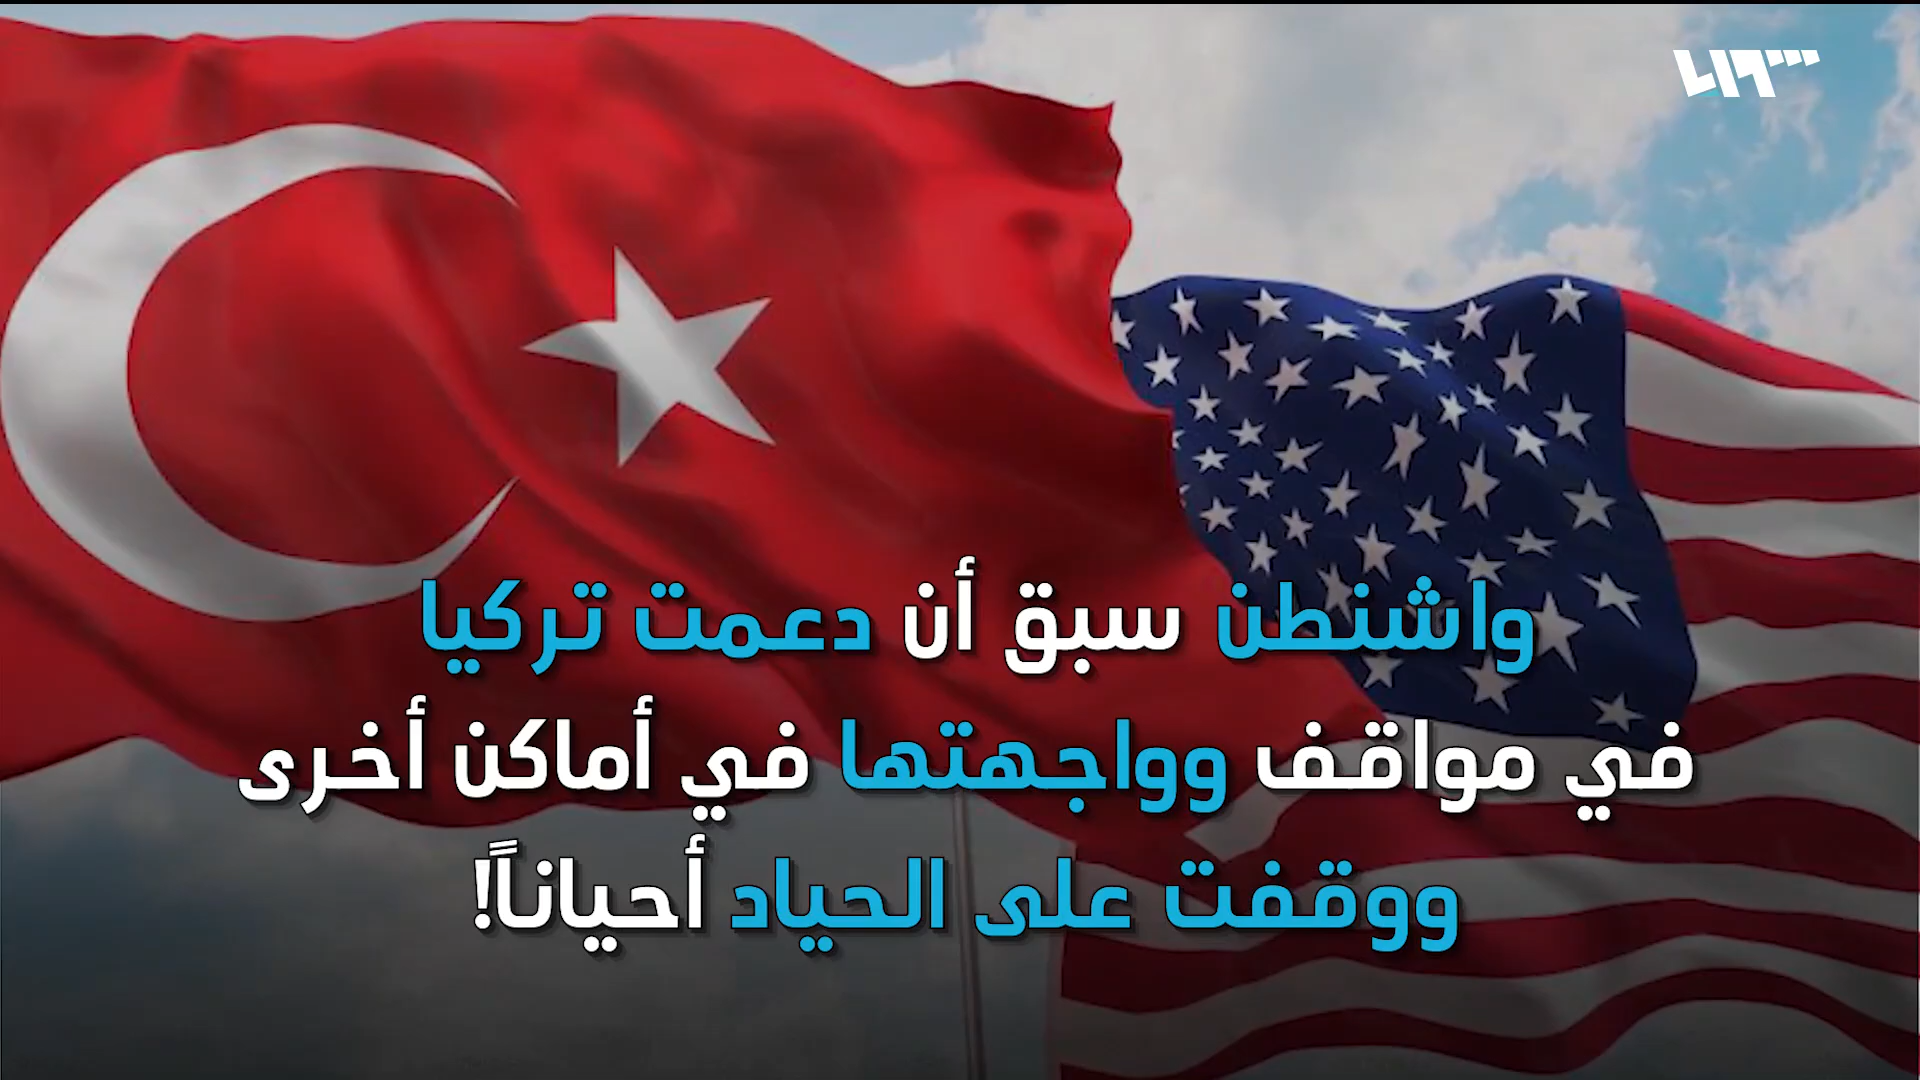 واشنطن سبق أن دعمت تركيا
في مواقف وواجهتها في أماكن أخرى
ووقفت على الحياد أحياناً!